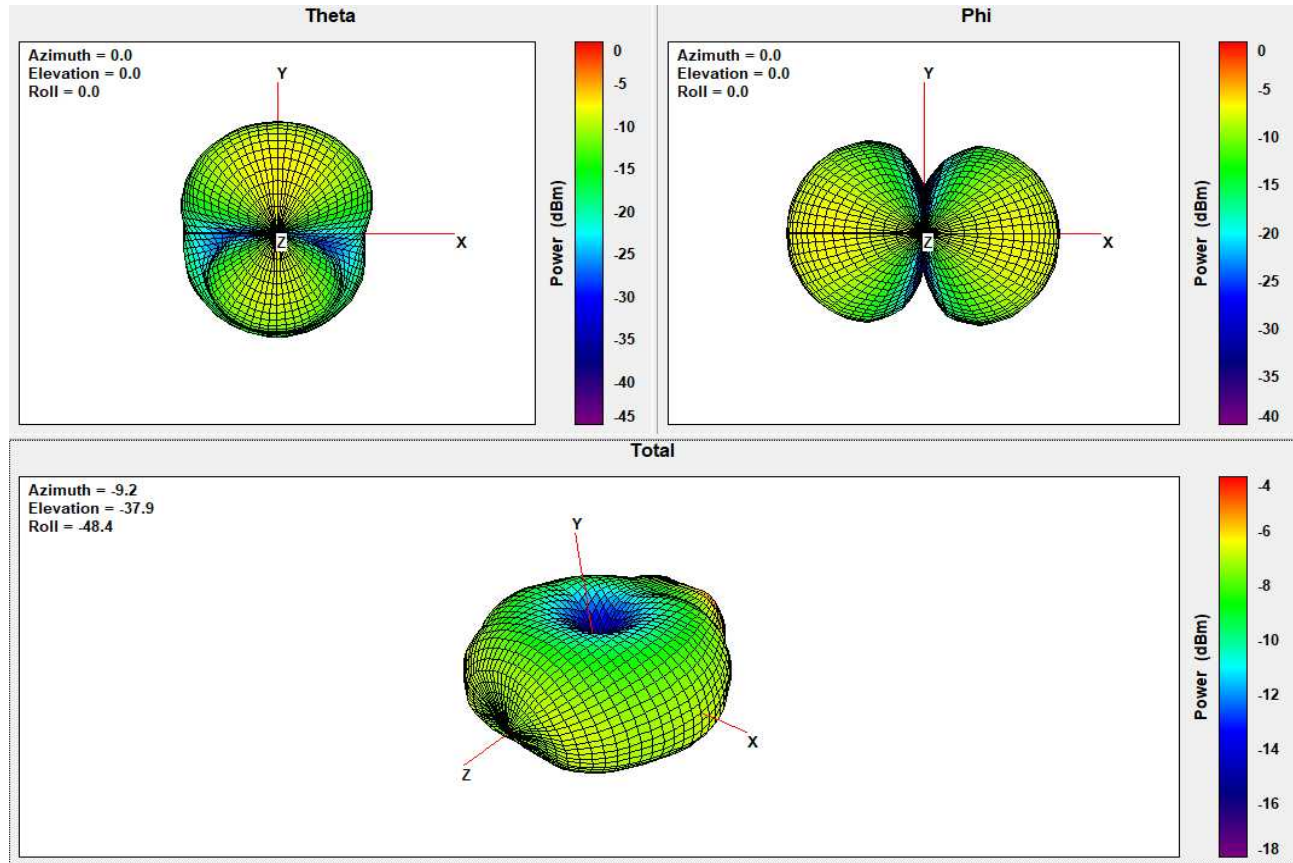 Theta
Azimuth = 0.0
Elevation = 0.0
Roll = 0.0
Y
X
Z
Power (dBm)
0
-5
-10
-15
-20
-25
-30
-35
-40
-45
Phi
Azimuth = 0.0
Elevation = 0.0
Roll = 0.0
Y
X
Z
Power (dBm)
0
-5
-10
-15
-20
-25
-30
-35
-40
Total
Azimuth = -9.2
Elevation = -37.9
Roll = -48.4
Y
X
Z
Power (dBm)
-4
-6
-8
-10
-12
-14
-16
-18